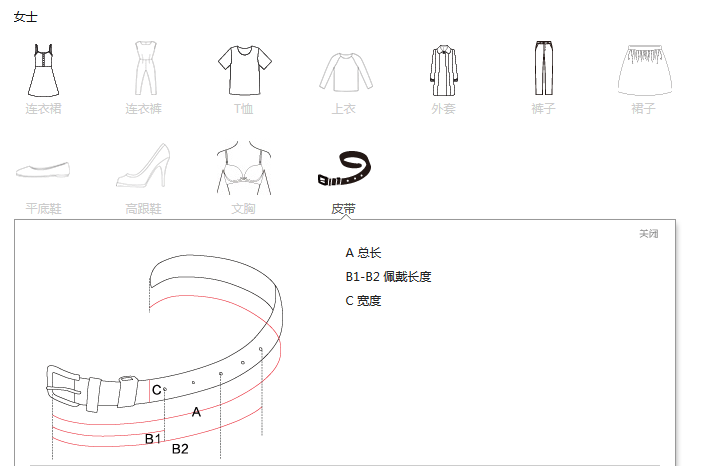 女士
连衣裙 连衣裤 T恤 上衣 外套 裤子 裙子
平底鞋 高跟鞋 文胸 皮带
关闭
A 总长
B1-B2 佩戴长度
C 宽度
C
A
B1
B2